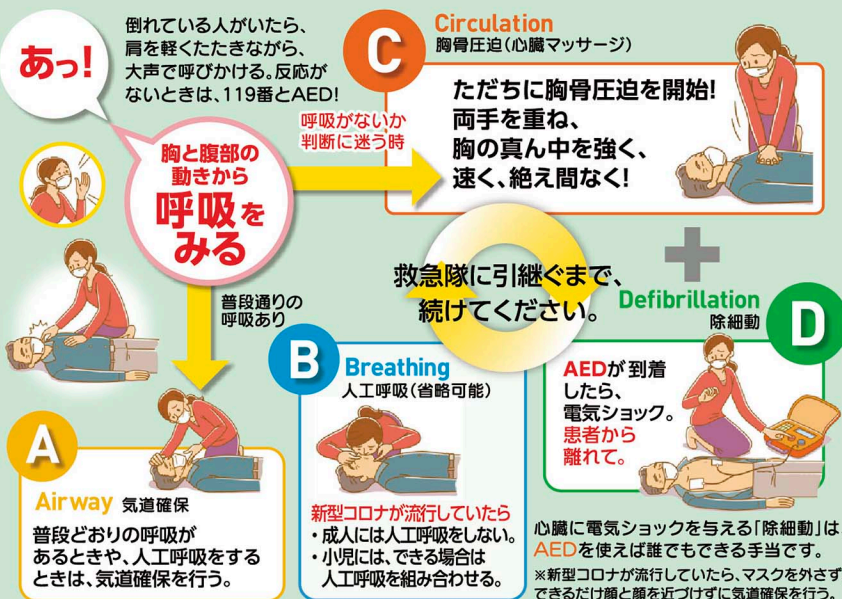 あっ!
倒れている人がいたら、
肩を軽くたたきながら、
大声で呼びかける。反応が
ないときは、119番とAED!
胸と腹部の
動きから
呼吸を
みる
呼吸がないか
判断に迷う時
C
Circulation
胸骨圧迫(心臓マッサージ)
ただちに胸骨圧迫を開始!
両手を重ね、
胸の真ん中を強く、
速く、絶え間なく!
救急隊に引継ぐまで、
続けてください。
普段通りの
呼吸あり
A
Airway 気道確保
普段どおりの呼吸が
あるときや、人工呼吸をする
ときは、気道確保を行う。
B
Breathing
人工呼吸(省略可能)
新型コロナが流行していたら
・成人には人工呼吸をしない。
・小児には、できる場合は
人工呼吸を組み合わせる。
Defibrillation
除細動
D
AEDが到着
したら、
電気ショック。
患者から
離れて。
心臓に電気ショックを与える「除細動」は
AEDを使えば誰でもできる手当です。
※新型コロナが流行していたら、マスクを外さず
できるだけ顔と顔を近づけずに気道確保を行う。